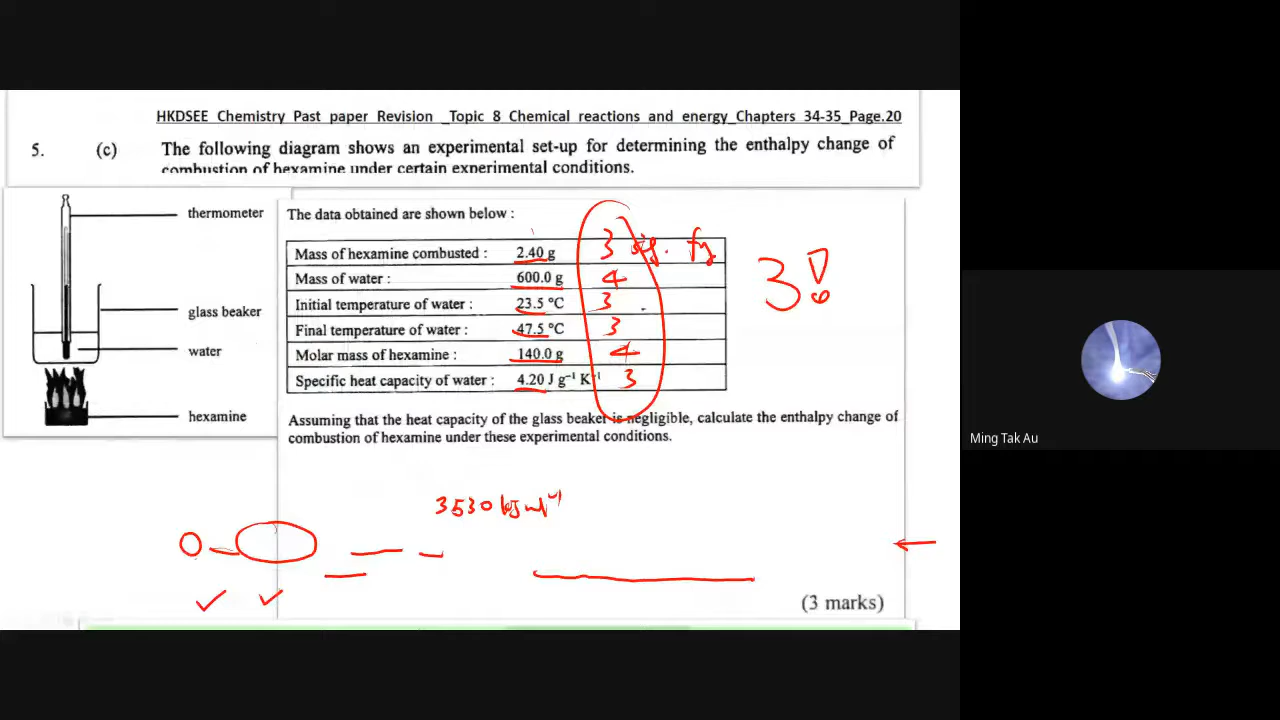 HKDSEE Chemistry Past paper Revision _Topic 8 Chemical reactions and energy_Chapters 34-35_Page.20
5. (c) The following diagram shows an experimental set-up for determining the enthalpy change of
combustion of hexamine under certain experimental conditions.
thermometer
glass beaker
water
hexamine
The data obtained are shown below :
Mass of hexamine combusted : 2.40 g 3 sig. fig
Mass of water : 600.0 g 4
Initial temperature of water : 23.5 °C 3
Final temperature of water : 47.5 °C 3
Molar mass of hexamine : 140.0 g 4
Specific heat capacity of water : 4.20 J g⁻¹ K⁻¹ 3
3!
Assuming that the heat capacity of the glass beaker is negligible, calculate the enthalpy change of
combustion of hexamine under these experimental conditions.
3530 kJ mol⁻¹
(3 marks)
Ming Tak Au